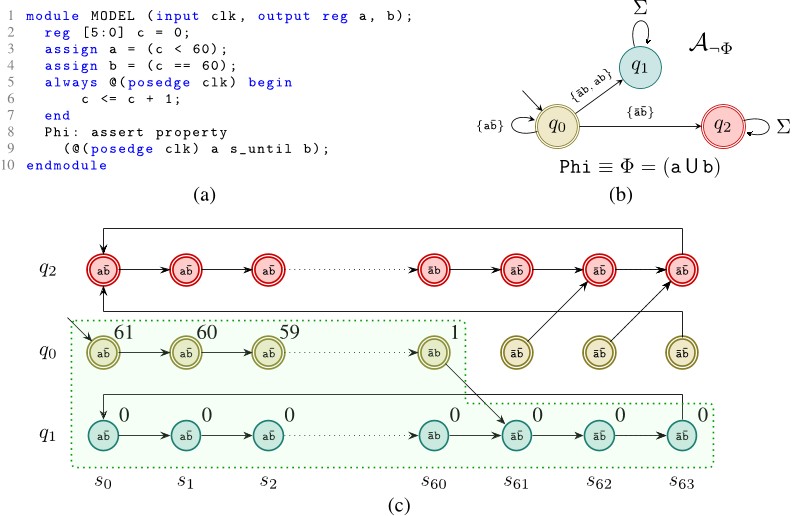 1 module MODEL (input clk, output reg a, b);
2 reg [5:0] c = 0;
3 assign a = (c < 60);
4 assign b = (c == 60);
5 always @(posedge clk) begin
6 c <= c + 1;
7 end
8 Phi: assert property
9 (@(posedge clk) a s_until b);
10 endmodule
(a)
Σ
q₁
𝒜¬Φ
{āb, ab}
{ab̄}
q₀
{āb̄}
q₂
Σ
Phi ≡ Φ = (a U b)
(b)
q₂ ab̄ ab̄ ab̄ āb āb̄ āb̄ āb̄
61 60 59 1
q₀ ab̄ ab̄ ab̄ āb āb̄ āb̄ āb̄
0 0 0 0 0 0 0
q₁ ab̄ ab̄ ab̄ āb āb̄ āb̄ āb̄
s₀ s₁ s₂ s₆₀ s₆₁ s₆₂ s₆₃
(c)